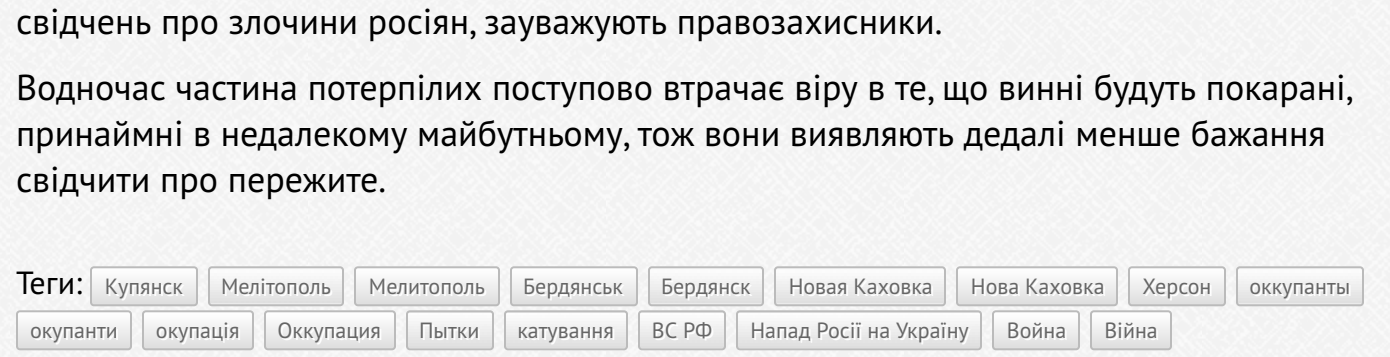 свідчень про злочини росіян, зауважують правозахисники.
Водночас частина потерпілих поступово втрачає віру в те, що винні будуть покарані,
принаймні в недалекому майбутньому, тож вони виявляють дедалі менше бажання
свідчити про пережите.
Теги: Купянск Мелітополь Мелитополь Бердянськ Бердянск Новая Каховка Нова Каховка Херсон оккупанты
окупанти окупація Оккупация Пытки катування ВС РФ Напад Росії на Україну Война Війна